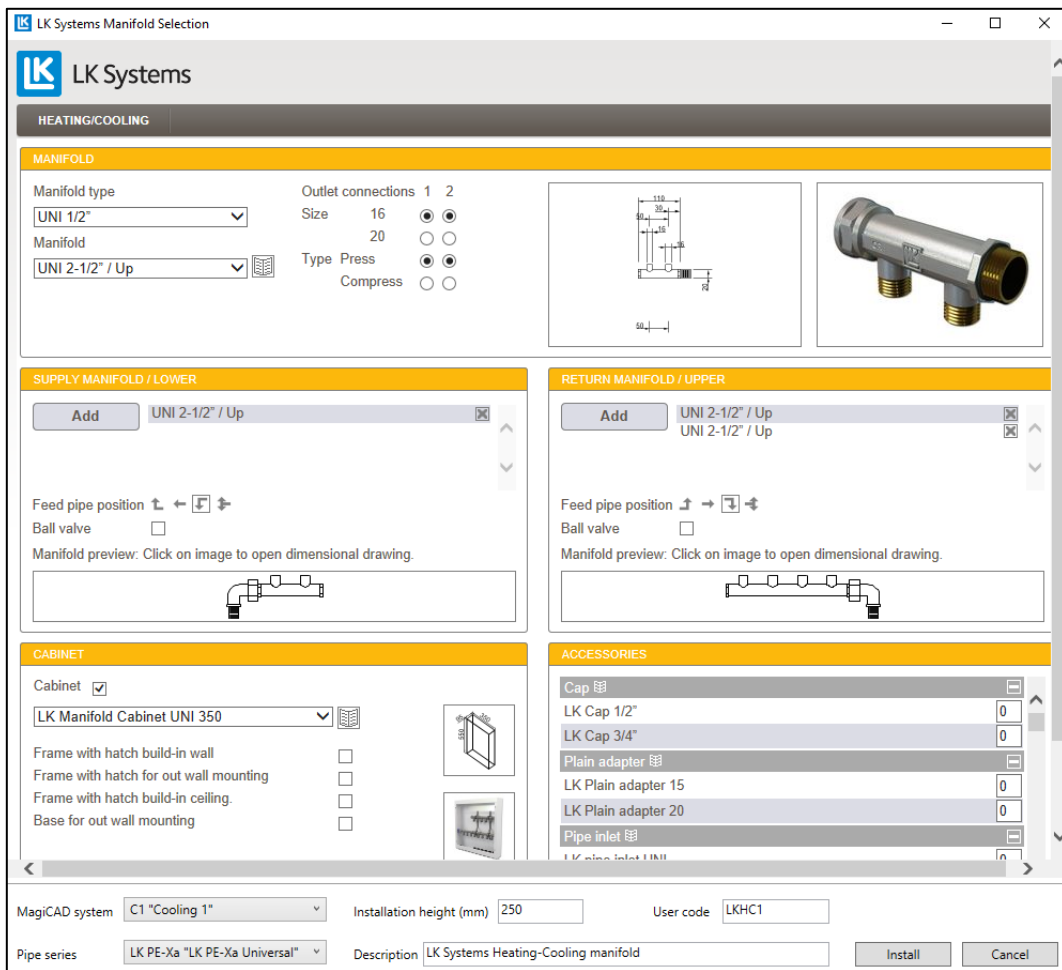 LK Systems Manifold Selection
LK LK Systems
HEATING/COOLING
MANIFOLD
Manifold type
UNI 1/2"
Manifold
UNI 2-1/2" / Up
Outlet connections 1 2
Size 16
20
Type Press
Compress
110
30
50
16
16
20
50
SUPPLY MANIFOLD / LOWER
Add UNI 2-1/2" / Up
Feed pipe position
Ball valve
Manifold preview: Click on image to open dimensional drawing.
RETURN MANIFOLD / UPPER
Add UNI 2-1/2" / Up
UNI 2-1/2" / Up
Feed pipe position
Ball valve
Manifold preview: Click on image to open dimensional drawing.
CABINET
Cabinet
LK Manifold Cabinet UNI 350
Frame with hatch build-in wall
Frame with hatch for out wall mounting
Frame with hatch build-in ceiling.
Base for out wall mounting
350
550
ACCESSORIES
Cap
LK Cap 1/2" 0
LK Cap 3/4" 0
Plain adapter
LK Plain adapter 15 0
LK Plain adapter 20 0
Pipe inlet
LK pipe inlet UNI 0
MagiCAD system C1 "Cooling 1" Installation height (mm) 250 User code LKHC1
Pipe series LK PE-Xa "LK PE-Xa Universal" Description LK Systems Heating-Cooling manifold Install Cancel